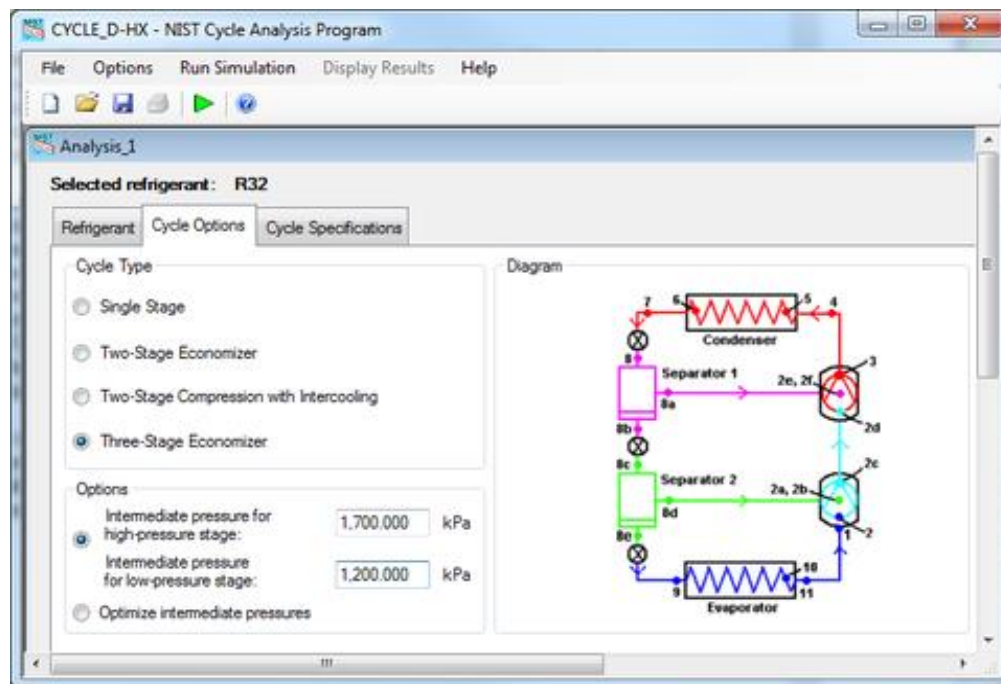 CYCLE_D-HX - NIST Cycle Analysis Program
File Options Run Simulation Display Results Help
NIST
Analysis_1
Selected refrigerant: R32
Refrigerant Cycle Options Cycle Specifications
Cycle Type
Single Stage
Two-Stage Economizer
Two-Stage Compression with Intercooling
Three-Stage Economizer
Options
Intermediate pressure for
high-pressure stage: 1,700.000 kPa
Intermediate pressure
for low-pressure stage: 1,200.000 kPa
Optimize intermediate pressures
Diagram
7 6 5 4
Condenser
8 3
Separator 1 2e, 2f
8a
8b 2d
8c 2c
Separator 2 2a, 2b
8d
8e 1 2
9 10 11
Evaporator